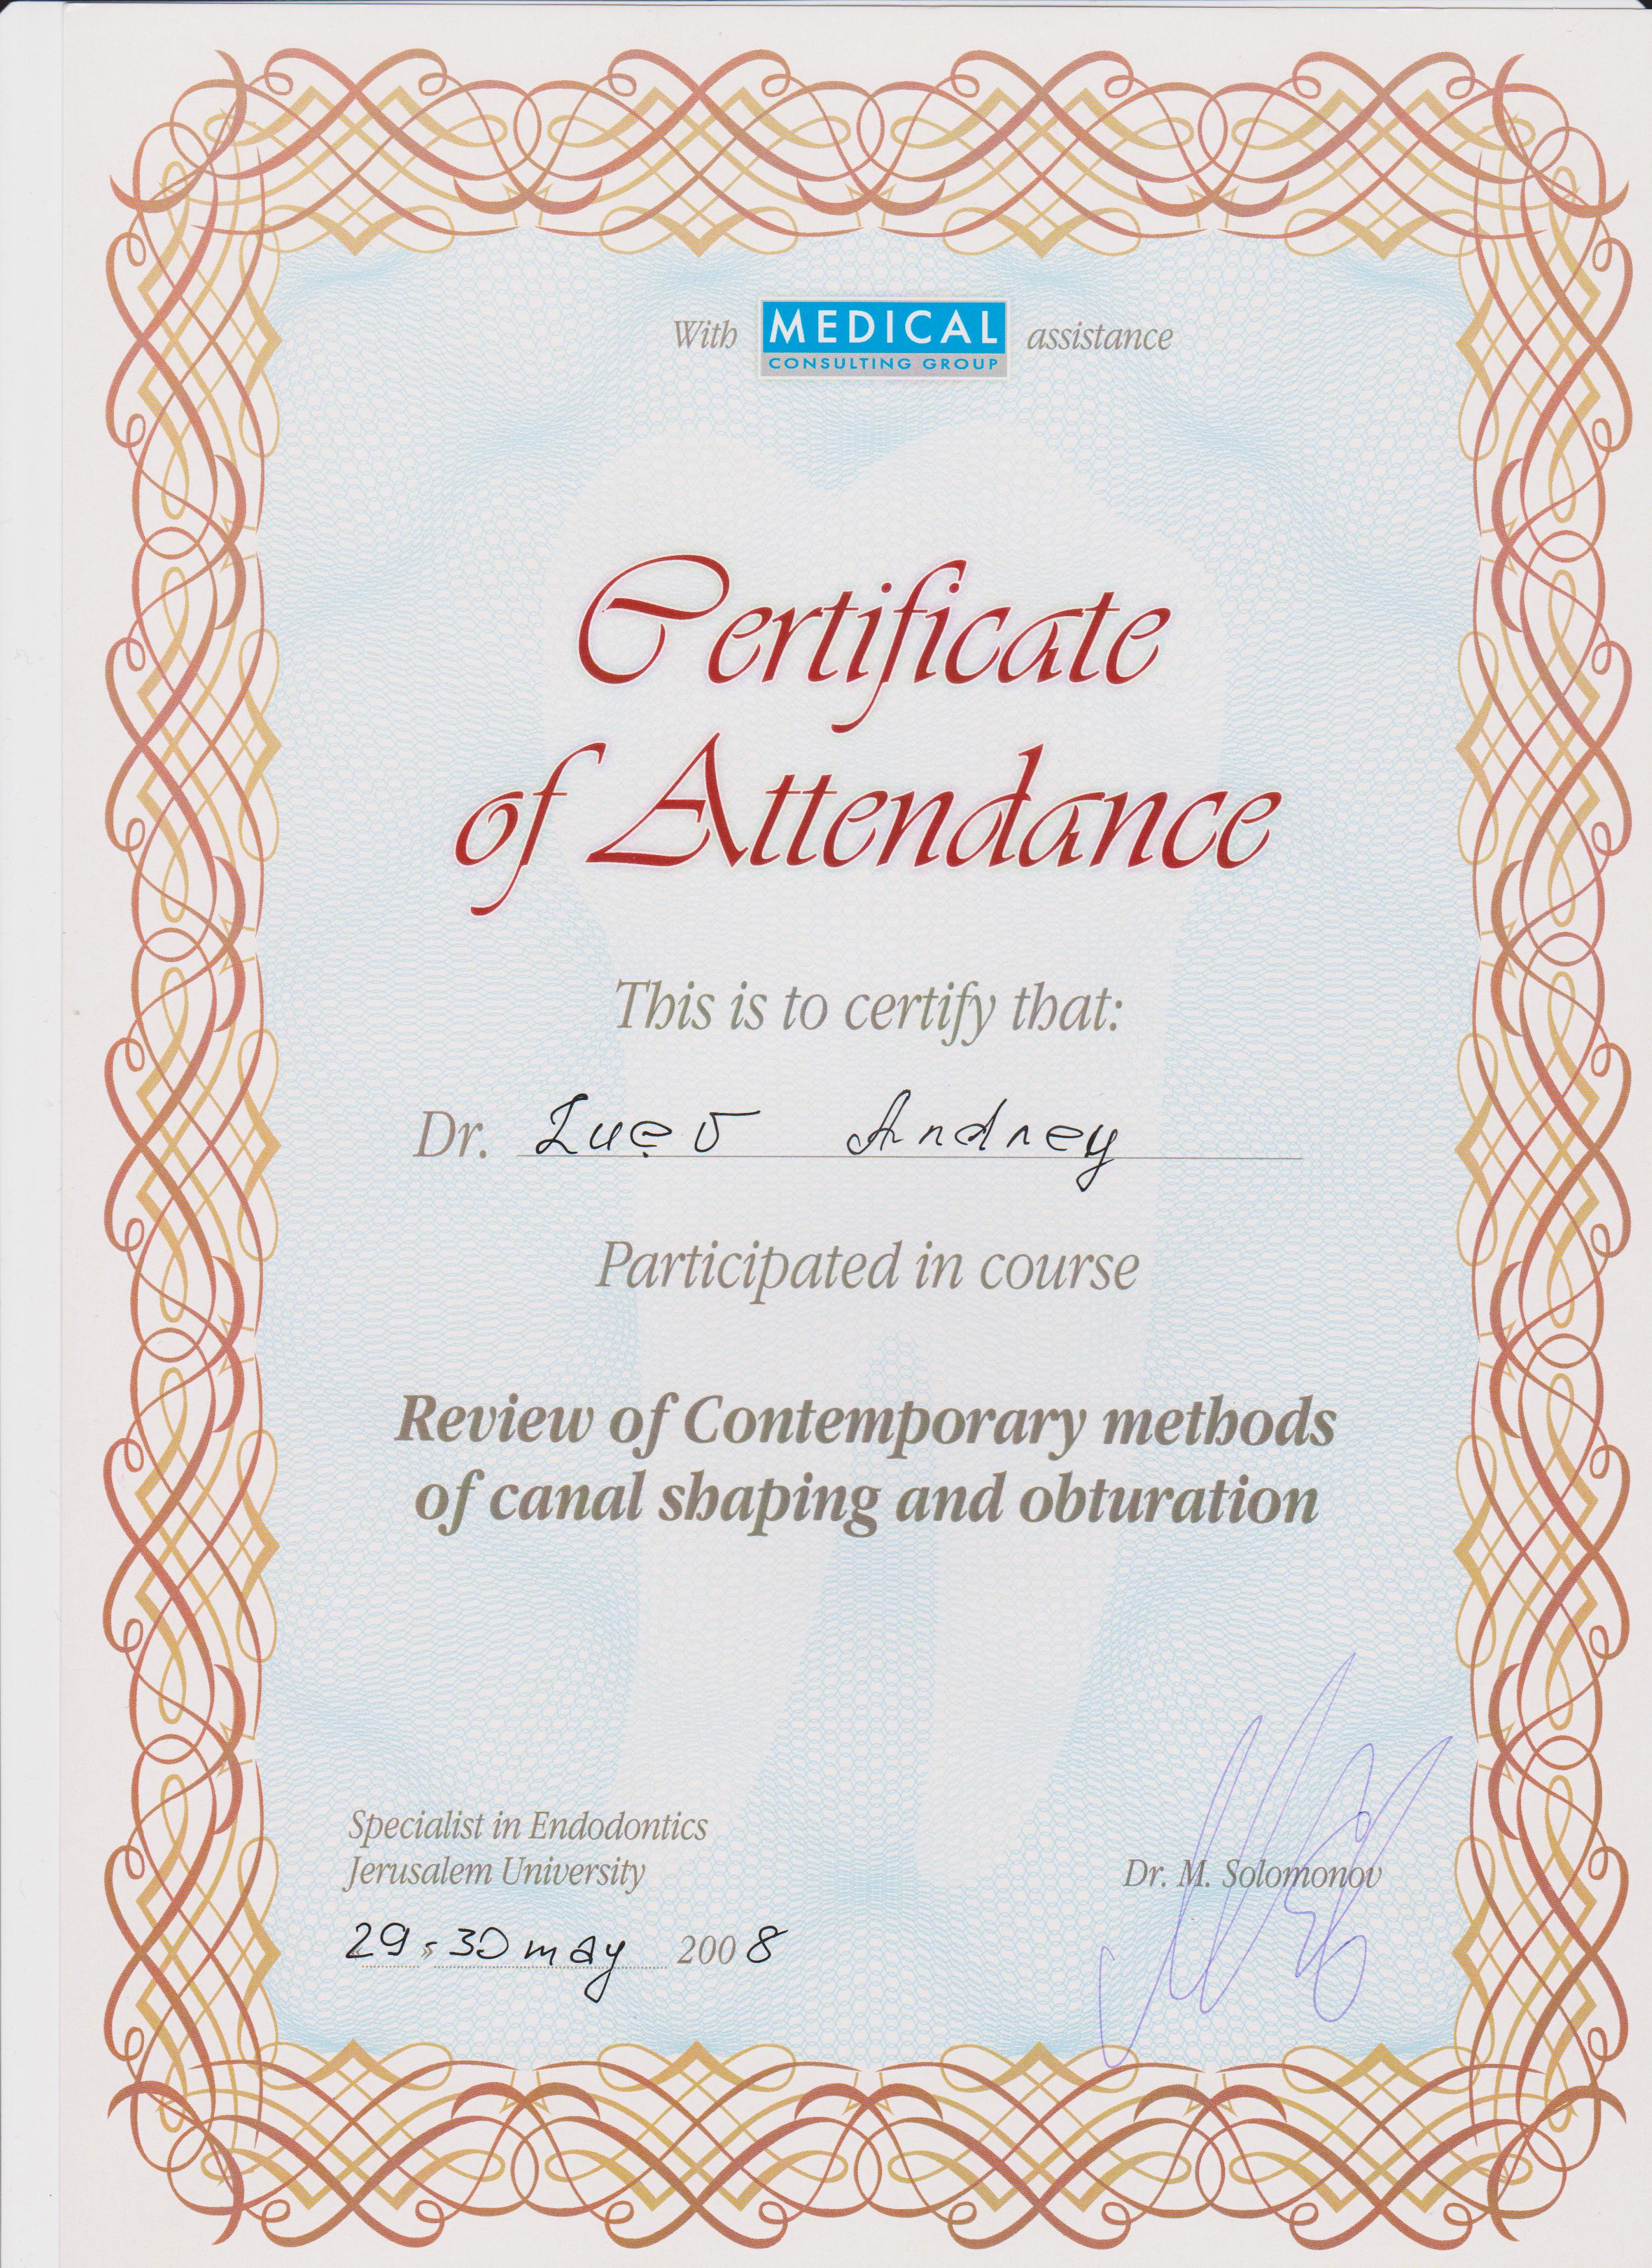 With MEDICAL CONSULTING GROUP assistance
Certificate
of Attendance
This is to certify that:
Dr. Andrey
Participated in course
Review of Contemporary methods
of canal shaping and obturation
Specialist in Endodontics
Jerusalem University
Dr. M. Solomonov
29-30 may 2008